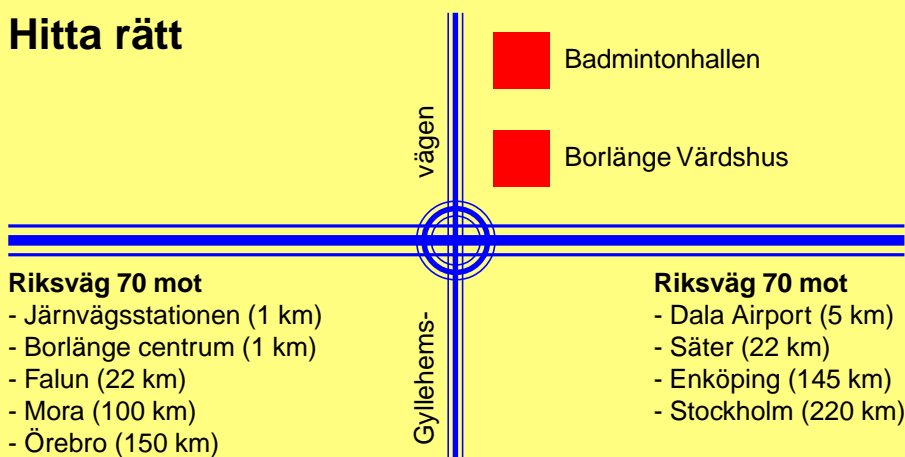 Hitta rätt
Badmintonhallen
Borlänge Värdshus
Gyllehems-
vägen
Riksväg 70 mot
- Järnvägsstationen (1 km)
- Borlänge centrum (1 km)
- Falun (22 km)
- Mora (100 km)
- Örebro (150 km)
Riksväg 70 mot
- Dala Airport (5 km)
- Säter (22 km)
- Enköping (145 km)
- Stockholm (220 km)